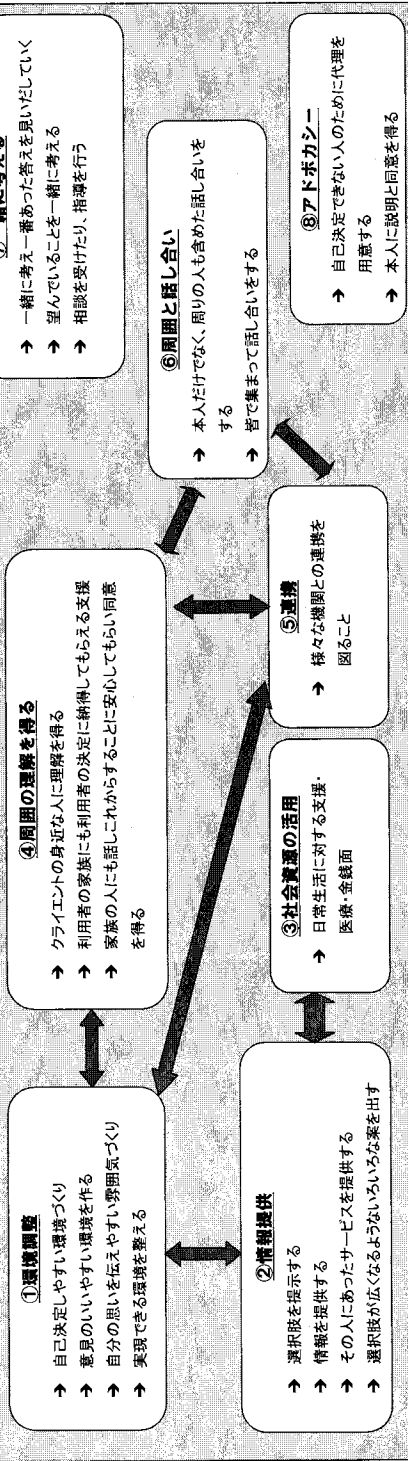 ①環境調整
→ 自己決定しやすい環境づくり
→ 意見のいいやすい環境を作る
→ 自分の思いを伝えやすい雰囲気づくり
→ 実現できる環境を整える
②情報提供
→ 選択肢を提示する
→ 情報を提供する
→ その人にあったサービスを提供する
→ 選択肢が広くなるようないろいろな案を出す
③社会資源の活用
→ 日常生活に対する支援・
医療・金銭面
④周囲の理解を得る
→ クライエントの身近な人に理解を得る
→ 利用者の家族にも利用者の決定に納得してもらえる支援
→ 家族の人にも話しこれからすることに安心してもらい同意
を得る
⑤連携
→ 様々な機関との連携を
図ること
⑥周囲と話し合い
→ 本人だけでなく、周りの人も含めた話し合いを
する
→ 皆で集まって話し合いをする
→ 一緒に考え一番あった答えを見いだしていく
→ 望んでいることを一緒に考える
→ 相談を受けたり、指導を行う
⑧アドボカシー
→ 自己決定できない人のために代理を
用意する
→ 本人に説明と同意を得る